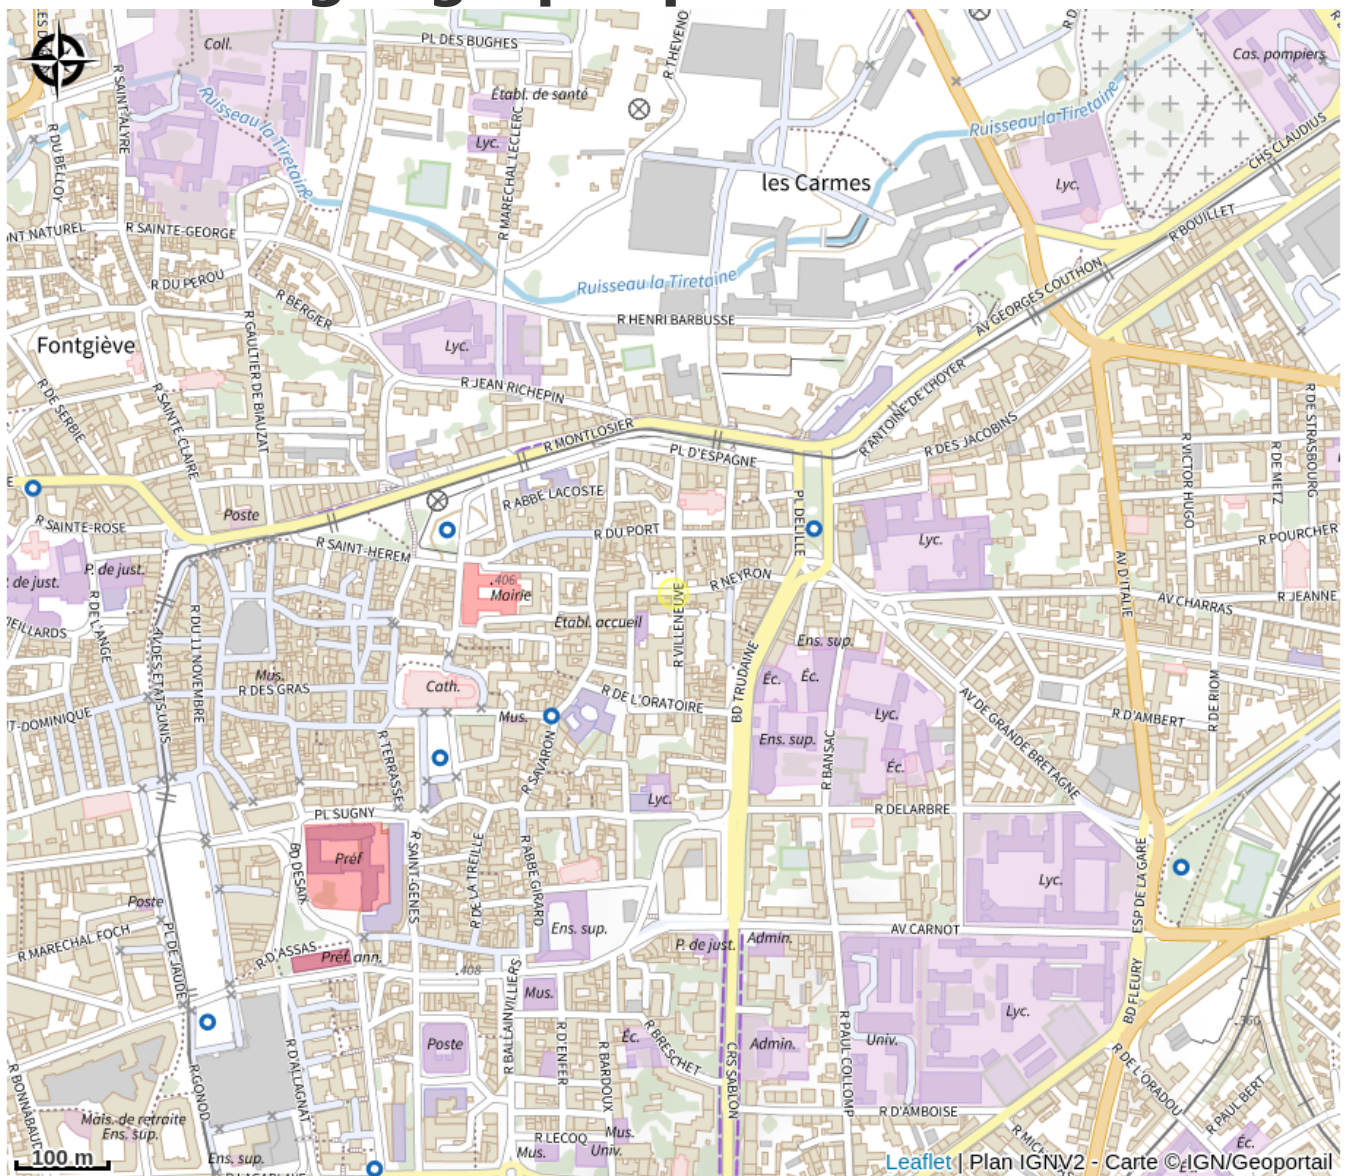 Coll.
PL DES BUGHES
R THEVENO
Cas. pompiers
R SAINT-ALYRE
Établ. de santé
Ruisseau la Tiretaine
Ruisseau la Tiretaine
CHS CLAUDIUS
R DU BELLOY
Lyc.
R MARECHAL LECLERC
les Carmes
Lyc.
R BOUILLET
ONT NATUREL
R SAINTE-GEORGE
R DU PEROU
Ruisseau la Tiretaine
AV GEORGES COUTHON
R BERGIER
R HENRI BARBUSSE
Fontgiève
Lyc.
R GAULTIER DE BIAUZAT
R JEAN RICHEPIN
R ANTOINE DE L'HOYER
R DE STRASBOURG
R DE SERBIE
R SAINTE-CLAIRE
R MONTLOSIER
PL D'ESPAGNE
R DES JACOBINS
R VICTOR HUGO
R DE METZ
R ABBE LACOSTE
Poste
R SAINTE-ROSE
R DU PORT
PL DELILLE
Lyc.
R POURCHER
R SAINT-HEREM
P. de just.
de just.
.406
Mairie
R NEYRON
AV D'ITALIE
AV CHARRAS
R JEANNE
R DE L'ANGE
R DU 11 NOVEMBRE
Établ. accueil
R VILLENEUVE
Ens. sup.
EILLARDS
AV DES ETATS UNIS
Mus.
R DES GRAS
Cath.
Éc.
Éc.
BD TRUDAINE
R DE L'ORATOIRE
AV DE GRANDE BRETAGNE
R DE RIOM
T-DOMINIQUE
Mus.
Lyc.
R D'AMBERT
R TERRASSE
R SAVARON
Ens. sup.
R BANSAC
Éc.
Lyc.
PL SUGNY
R DELARBRE
BD DESAIX
Préf
R SAINT-GENES
R DE LA TREILLE
R ABBE GIRARD
Lyc.
ESP DE LA GARE
Poste
R MARECHAL FOCH
PL DE JAUDE
R D'ASSAS
Préf. ann.
Ens. sup.
P. de just.
Admin.
AV CARNOT
.408
R BALLAINVILLIERS
Mus.
BD FLEURY
Lyc.
.360
Poste
R D'ENFER
Éc.
R BRESCHET
Admin.
R PAUL COLLOMP
Univ.
R DE L'ORADOU
R BONNABAUD
R GONOD
R D'ALLAGNAT
R BARDOUX
CRS SABLON
R PAUL BERT
Mais. de retraite
Ens. sup.
R D'AMBOISE
R LECOQ
Mus.
Mus.
Univ.
R MICH
Éc.
Ens. sup.
100 m
Leaflet | Plan IGNV2 - Carte © IGN/Geoportail